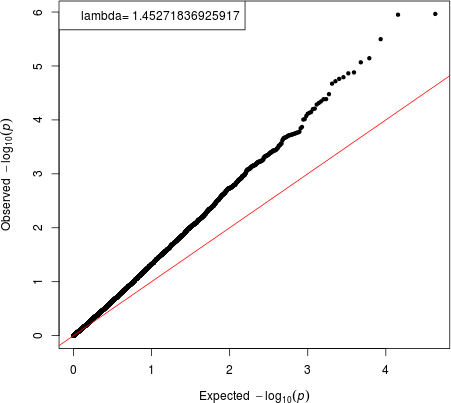 lambda= 1.45271836925917
6
5
4
3
2
1
0
Observed −log10(p)
0 1 2 3 4
Expected −log10(p)